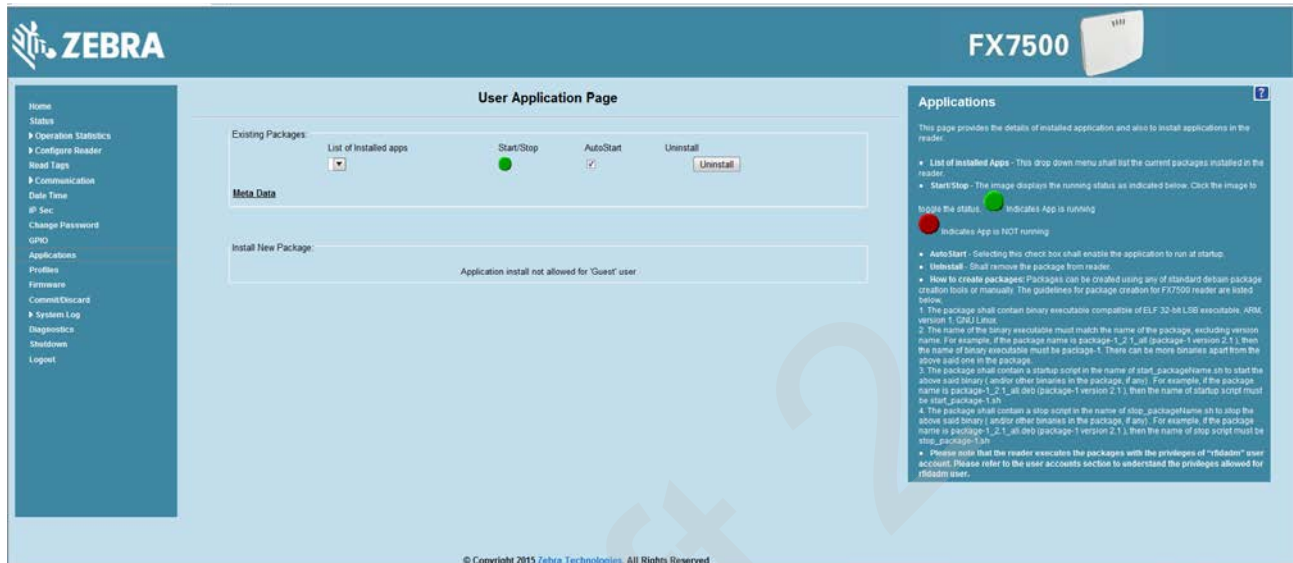 ZEBRA
FX7500
Home
Status
Operation Statistics
Configure Reader
Read Tags
Communication
Date Time
IP Sec
Change Password
GPIO
Applications
Profiles
Firmware
Commit/Discard
System Log
Diagnostics
Shutdown
Logout
User Application Page
Existing Packages:
List of Installed apps Start/Stop AutoStart Uninstall
Uninstall
Meta Data
Install New Package:
Application install not allowed for 'Guest' user
Applications
?
This page provides the details of installed application and also to install applications in the
reader.
• List of installed Apps - This drop down menu shall list the current packages installed in the
reader.
• Start/Stop - The image displays the running status as indicated below. Click the image to
toggle the status. Indicates App is running
Indicates App is NOT running
• AutoStart - Selecting this check box shall enable the application to run at startup.
• Uninstall - Shall remove the package from reader.
• How to create packages: Packages can be created using any of standard debain package
creation tools or manually. The guidelines for package creation for FX7500 reader are listed
below,
1. The package shall contain binary executable compatible of ELF 32-bit LSB executable, ARM,
version 1, GNU Linux.
2. The name of the binary executable must match the name of the package, excluding version
name. For example, if the package name is package-1_2.1_all (package-1 version 2.1 ), then
the name of binary executable must be package-1. There can be more binaries apart from the
above said one in the package.
3. The package shall contain a startup script in the name of start_packageName.sh to start the
above said binary ( and/or other binaries in the package, if any) . For example, if the package
name is package-1_2.1_all.deb (package-1 version 2.1 ), then the name of startup script must
be start_package-1.sh
4. The package shall contain a stop script in the name of stop_packageName.sh to stop the
above said binary ( and/or other binaries in the package, if any) . For example, if the package
name is package-1_2.1_all.deb (package-1 version 2.1 ), then the name of stop script must be
stop_package-1.sh
• Please note that the reader executes the packages with the privileges of "rfidadm" user
account. Please refer to the user accounts section to understand the privileges allowed for
rfidadm user.
© Copyright 2015 Zebra Technologies. All Rights Reserved